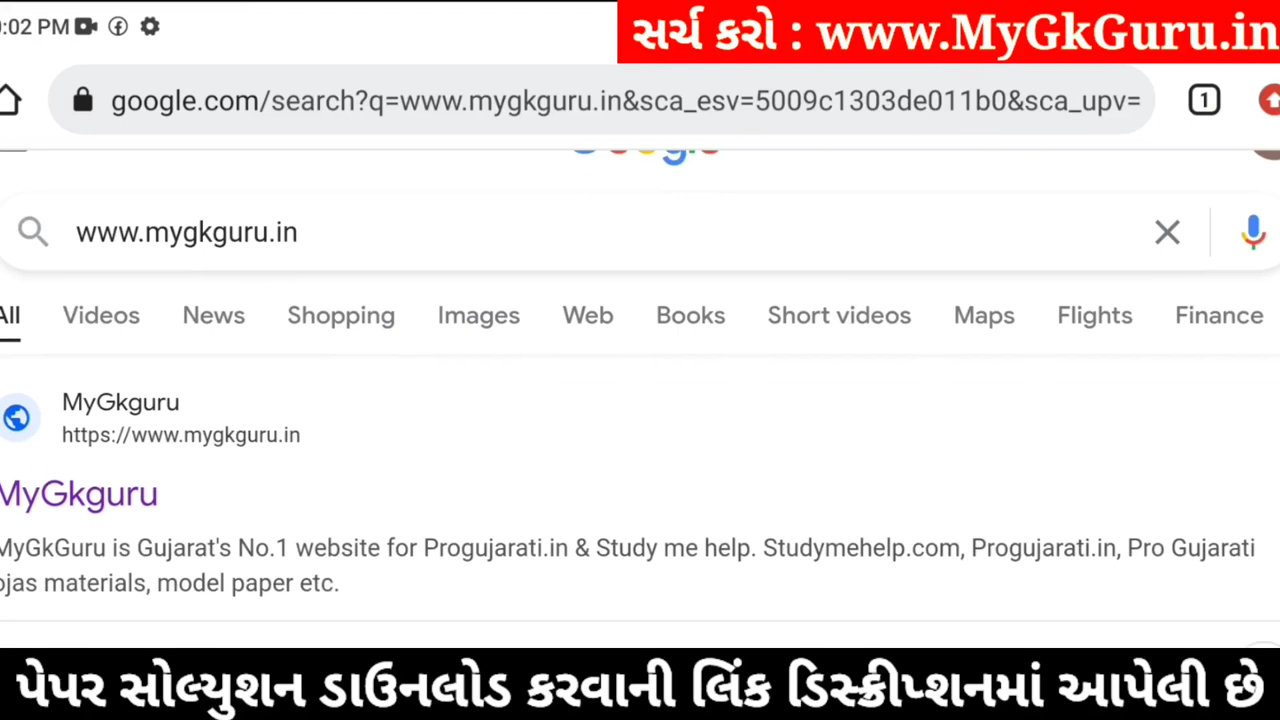 :02 PM
સર્ચ કરો : www.MyGkGuru.in
google.com/search?q=www.mygkguru.in&sca_esv=5009c1303de011b0&sca_upv=
1
www.mygkguru.in
All Videos News Shopping Images Web Books Short videos Maps Flights Finance
MyGkguru
https://www.mygkguru.in
MyGkguru
MyGkGuru is Gujarat's No.1 website for Progujarati.in & Study me help. Studymehelp.com, Progujarati.in, Pro Gujarati
ojas materials, model paper etc.
પેપર સોલ્યુશન ડાઉનલોડ કરવાની લિંક ડિસ્ક્રીપ્શનમાં આપેલી છે